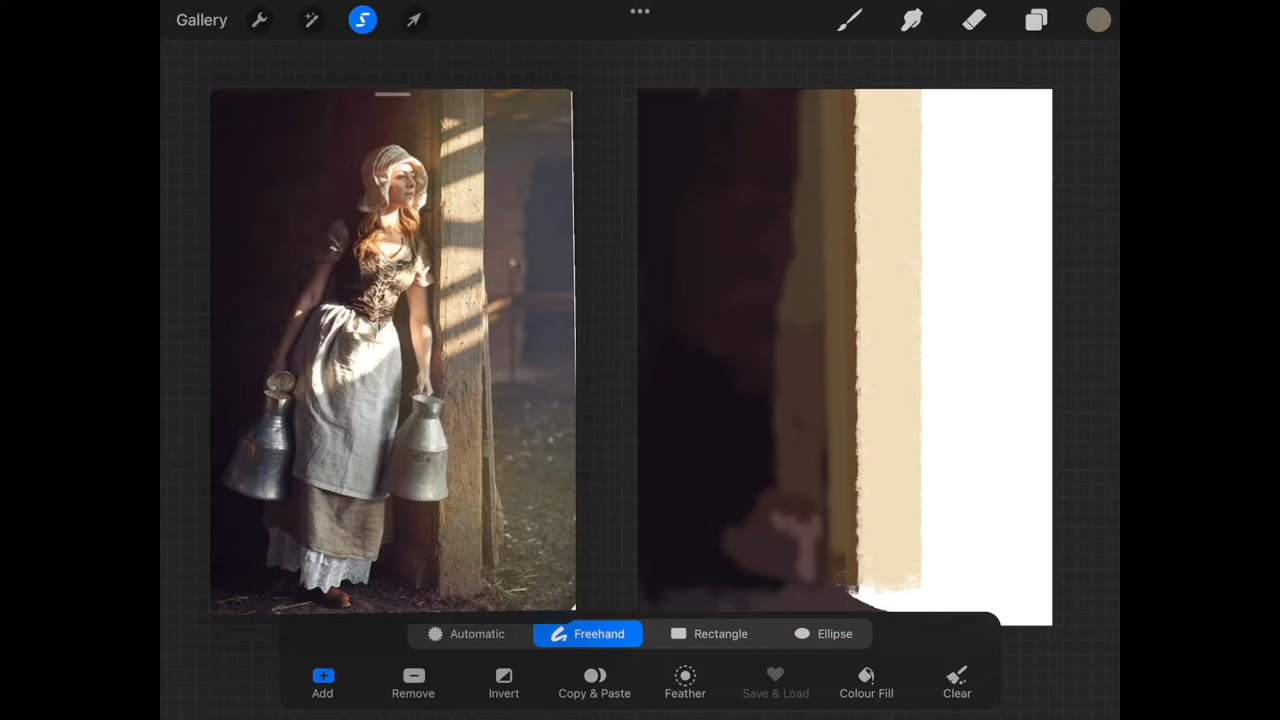 Gallery
Automatic Freehand Rectangle Ellipse
Add Remove Invert Copy & Paste Feather Save & Load Colour Fill Clear